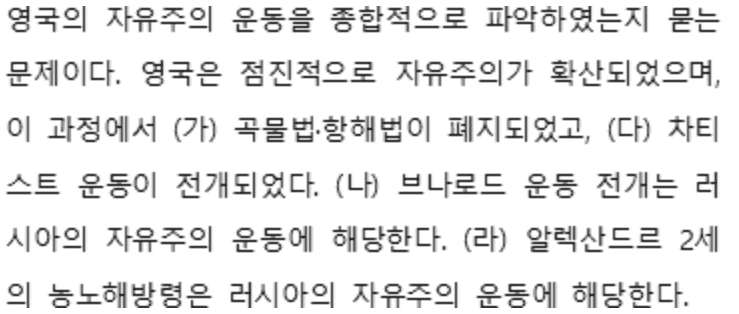 영국의 자유주의 운동을 종합적으로 파악하였는지 묻는
문제이다. 영국은 점진적으로 자유주의가 확산되었으며,
이 과정에서 (가) 곡물법·항해법이 폐지되었고, (다) 차티
스트 운동이 전개되었다. (나) 브나로드 운동 전개는 러
시아의 자유주의 운동에 해당한다. (라) 알렉산드르 2세
의 농노해방령은 러시아의 자유주의 운동에 해당한다.